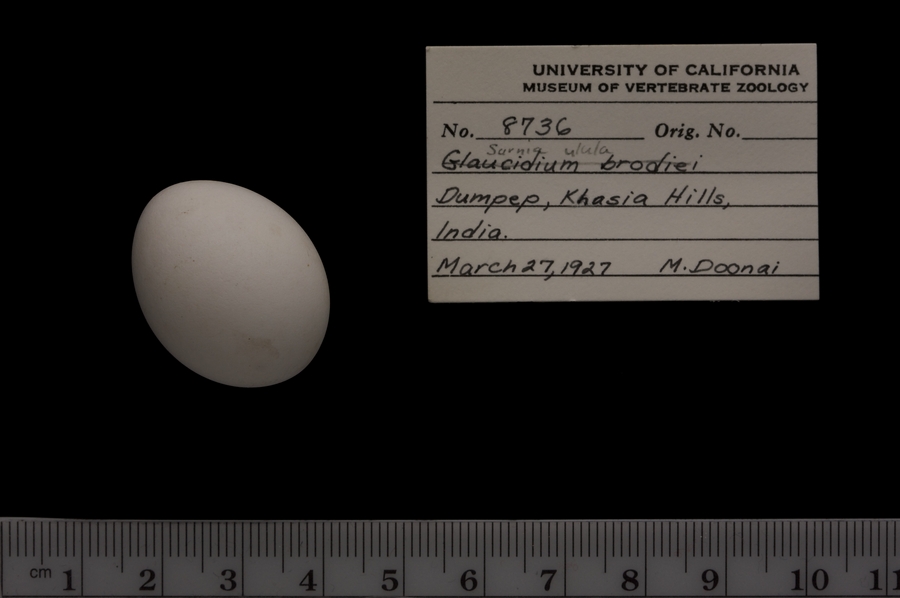 UNIVERSITY OF CALIFORNIA
MUSEUM OF VERTEBRATE ZOOLOGY
No. 8736 Orig. No.
Surnia ulula
Glaucidium brodiei
Dumpep, Khasia Hills,
India.
March 27, 1927 M. Doonai
cm 1 2 3 4 5 6 7 8 9 10 11